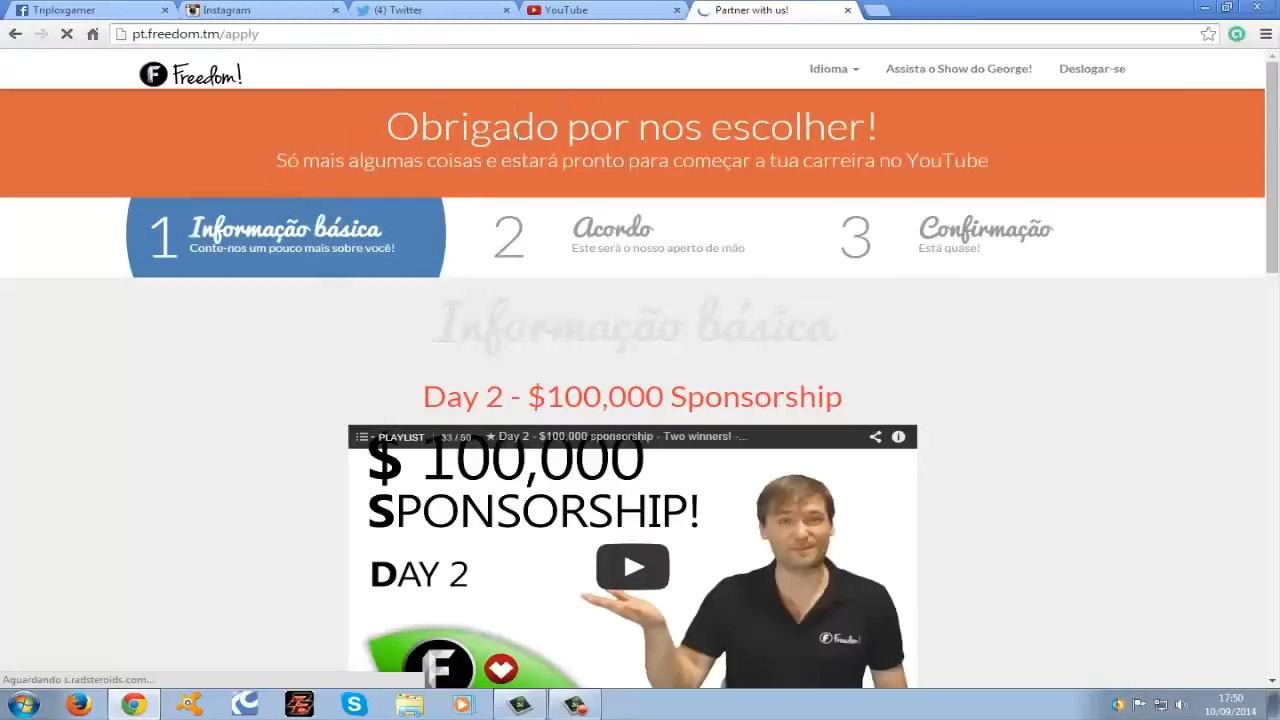 Triploxgamer
Instagram
(4) Twitter
YouTube
Partner with us!
pt.freedom.tm/apply
Freedom!
Idioma
Assista o Show do George!
Deslogar-se
Obrigado por nos escolher!
Só mais algumas coisas e estará pronto para começar a tua carreira no YouTube
1 Informação básica
Conte-nos um pouco mais sobre você!
2 Acordo
Este será o nosso aperto de mão
3 Confirmação
Está quase!
Informação básica
Day 2 - $100,000 Sponsorship
PLAYLIST 33 / 50 ★ Day 2 - $100,000 sponsorship - Two winners! -...
$ 100,000
SPONSORSHIP!
DAY 2
Freedom!
Aguardando s.radsteroids.com...
17:50
10/09/2014